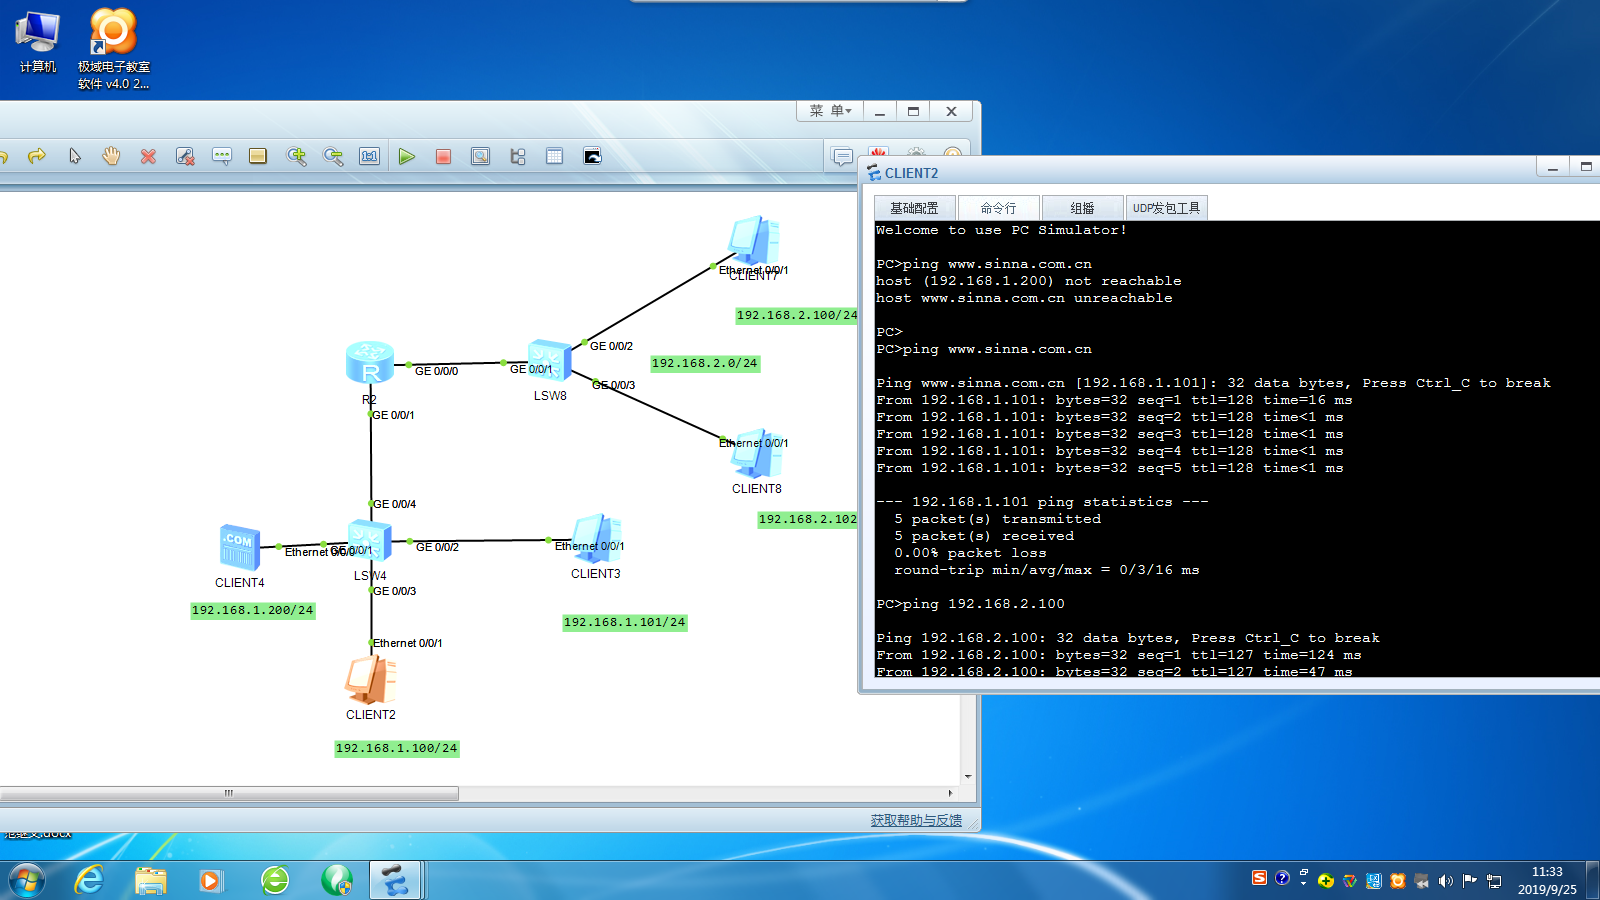 计算机
极域电子教室
软件 v4.0 2...
菜 单
1:1
CLIENT2
基础配置
命令行
组播
UDP发包工具
Welcome to use PC Simulator!
PC>ping www.sinna.com.cn
host (192.168.1.200) not reachable
host www.sinna.com.cn unreachable
PC>
PC>ping www.sinna.com.cn
Ping www.sinna.com.cn [192.168.1.101]: 32 data bytes, Press Ctrl_C to break
From 192.168.1.101: bytes=32 seq=1 ttl=128 time=16 ms
From 192.168.1.101: bytes=32 seq=2 ttl=128 time<1 ms
From 192.168.1.101: bytes=32 seq=3 ttl=128 time<1 ms
From 192.168.1.101: bytes=32 seq=4 ttl=128 time<1 ms
From 192.168.1.101: bytes=32 seq=5 ttl=128 time<1 ms
--- 192.168.1.101 ping statistics ---
5 packet(s) transmitted
5 packet(s) received
0.00% packet loss
round-trip min/avg/max = 0/3/16 ms
PC>ping 192.168.2.100
Ping 192.168.2.100: 32 data bytes, Press Ctrl_C to break
From 192.168.2.100: bytes=32 seq=1 ttl=127 time=124 ms
From 192.168.2.100: bytes=32 seq=2 ttl=127 time=47 ms
Ethernet 0/0/1
CLIENT7
192.168.2.100/24
GE 0/0/2
192.168.2.0/24
R
GE 0/0/0
GE 0/0/1
GE 0/0/3
LSW8
R2
GE 0/0/1
Ethernet 0/0/1
CLIENT8
192.168.2.102
GE 0/0/4
.COM
Ethernet 0/0/0
GE 0/0/1
GE 0/0/2
Ethernet 0/0/1
CLIENT4
LSW4
CLIENT3
GE 0/0/3
192.168.1.200/24
192.168.1.101/24
Ethernet 0/0/1
CLIENT2
192.168.1.100/24
获取帮助与反馈
11:33
2019/9/25